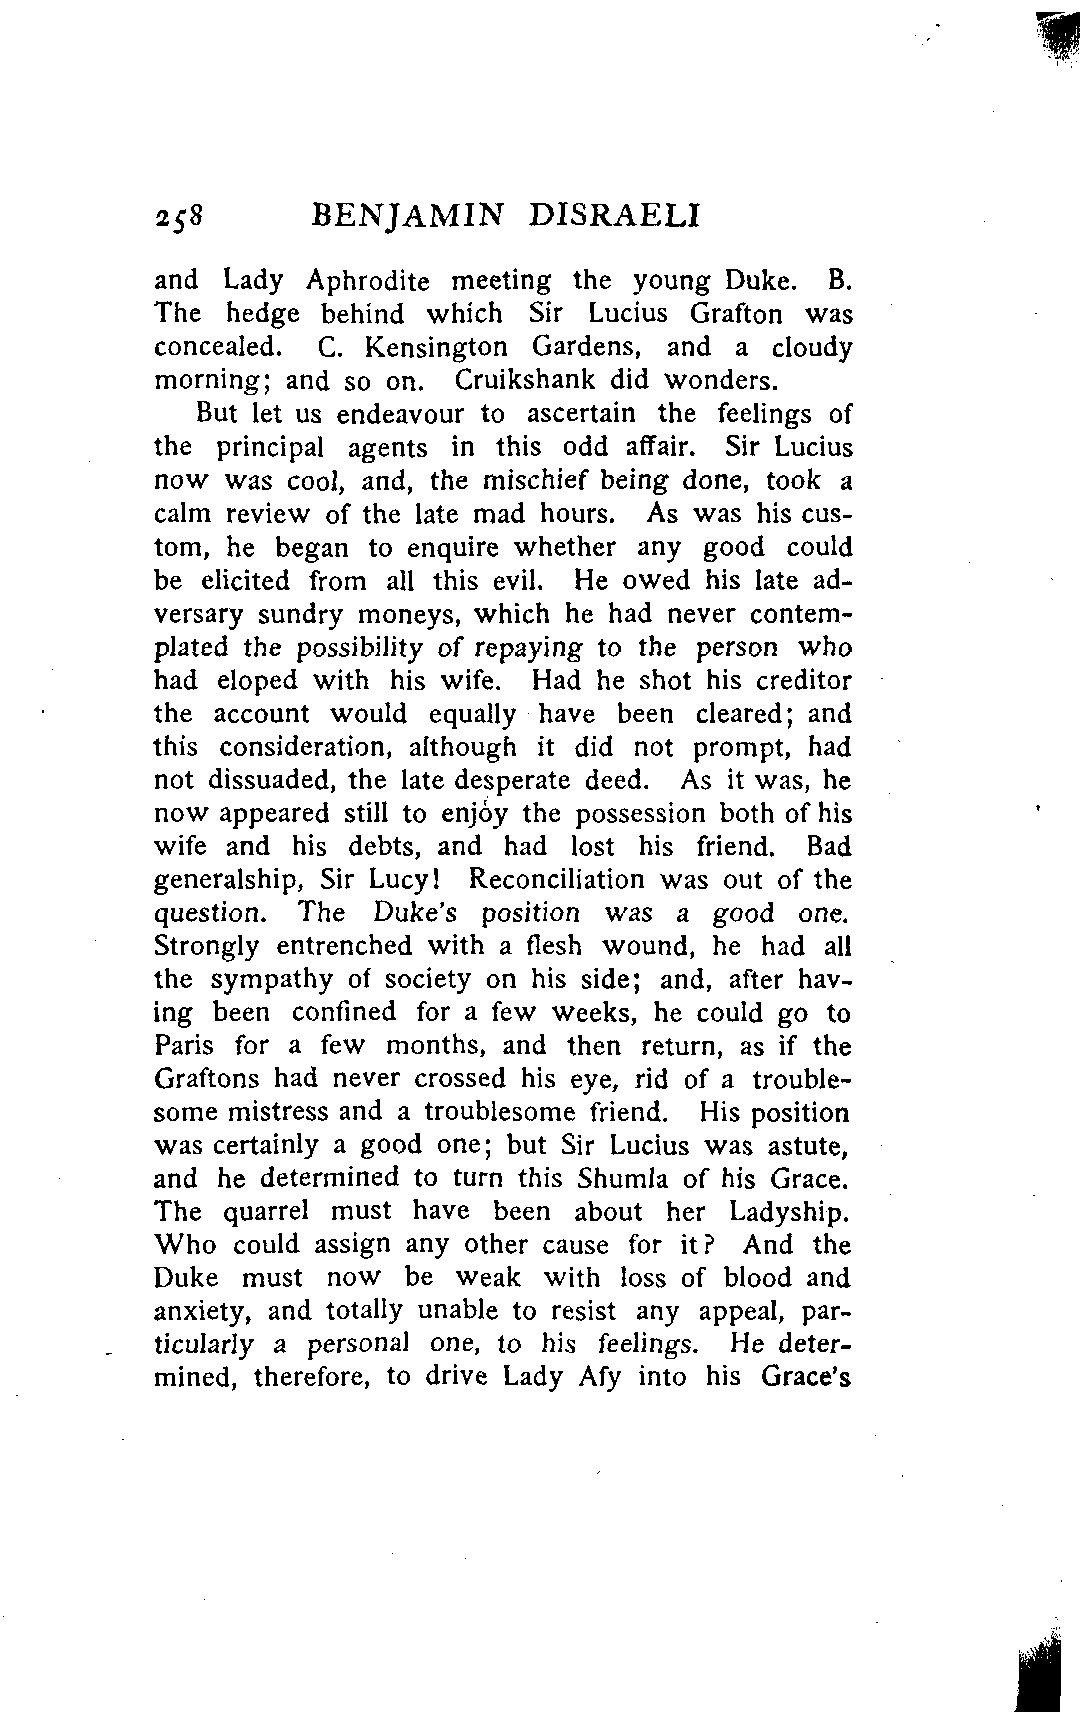 258 BENJAMIN DISRAELI
and Lady Aphrodite meeting the young Duke. B.
The hedge behind which Sir Lucius Grafton was
concealed. C. Kensington Gardens, and a cloudy
morning; and so on. Cruikshank did wonders.
But let us endeavour to ascertain the feelings of
the principal agents in this odd affair. Sir Lucius
now was cool, and, the mischief being done, took a
calm review of the late mad hours. As was his cus-
tom, he began to enquire whether any good could
be elicited from all this evil. He owed his late ad-
versary sundry moneys, which he had never contem-
plated the possibility of repaying to the person who
had eloped with his wife. Had he shot his creditor
the account would equally have been cleared; and
this consideration, although it did not prompt, had
not dissuaded, the late desperate deed. As it was, he
now appeared still to enjoy the possession both of his
wife and his debts, and had lost his friend. Bad
generalship, Sir Lucy! Reconciliation was out of the
question. The Duke's position was a good one.
Strongly entrenched with a flesh wound, he had all
the sympathy of society on his side; and, after hav-
ing been confined for a few weeks, he could go to
Paris for a few months, and then return, as if the
Graftons had never crossed his eye, rid of a trouble-
some mistress and a troublesome friend. His position
was certainly a good one; but Sir Lucius was astute,
and he determined to turn this Shumla of his Grace.
The quarrel must have been about her Ladyship.
Who could assign any other cause for it? And the
Duke must now be weak with loss of blood and
anxiety, and totally unable to resist any appeal, par-
ticularly a personal one, to his feelings. He deter-
mined, therefore, to drive Lady Afy into his Grace's